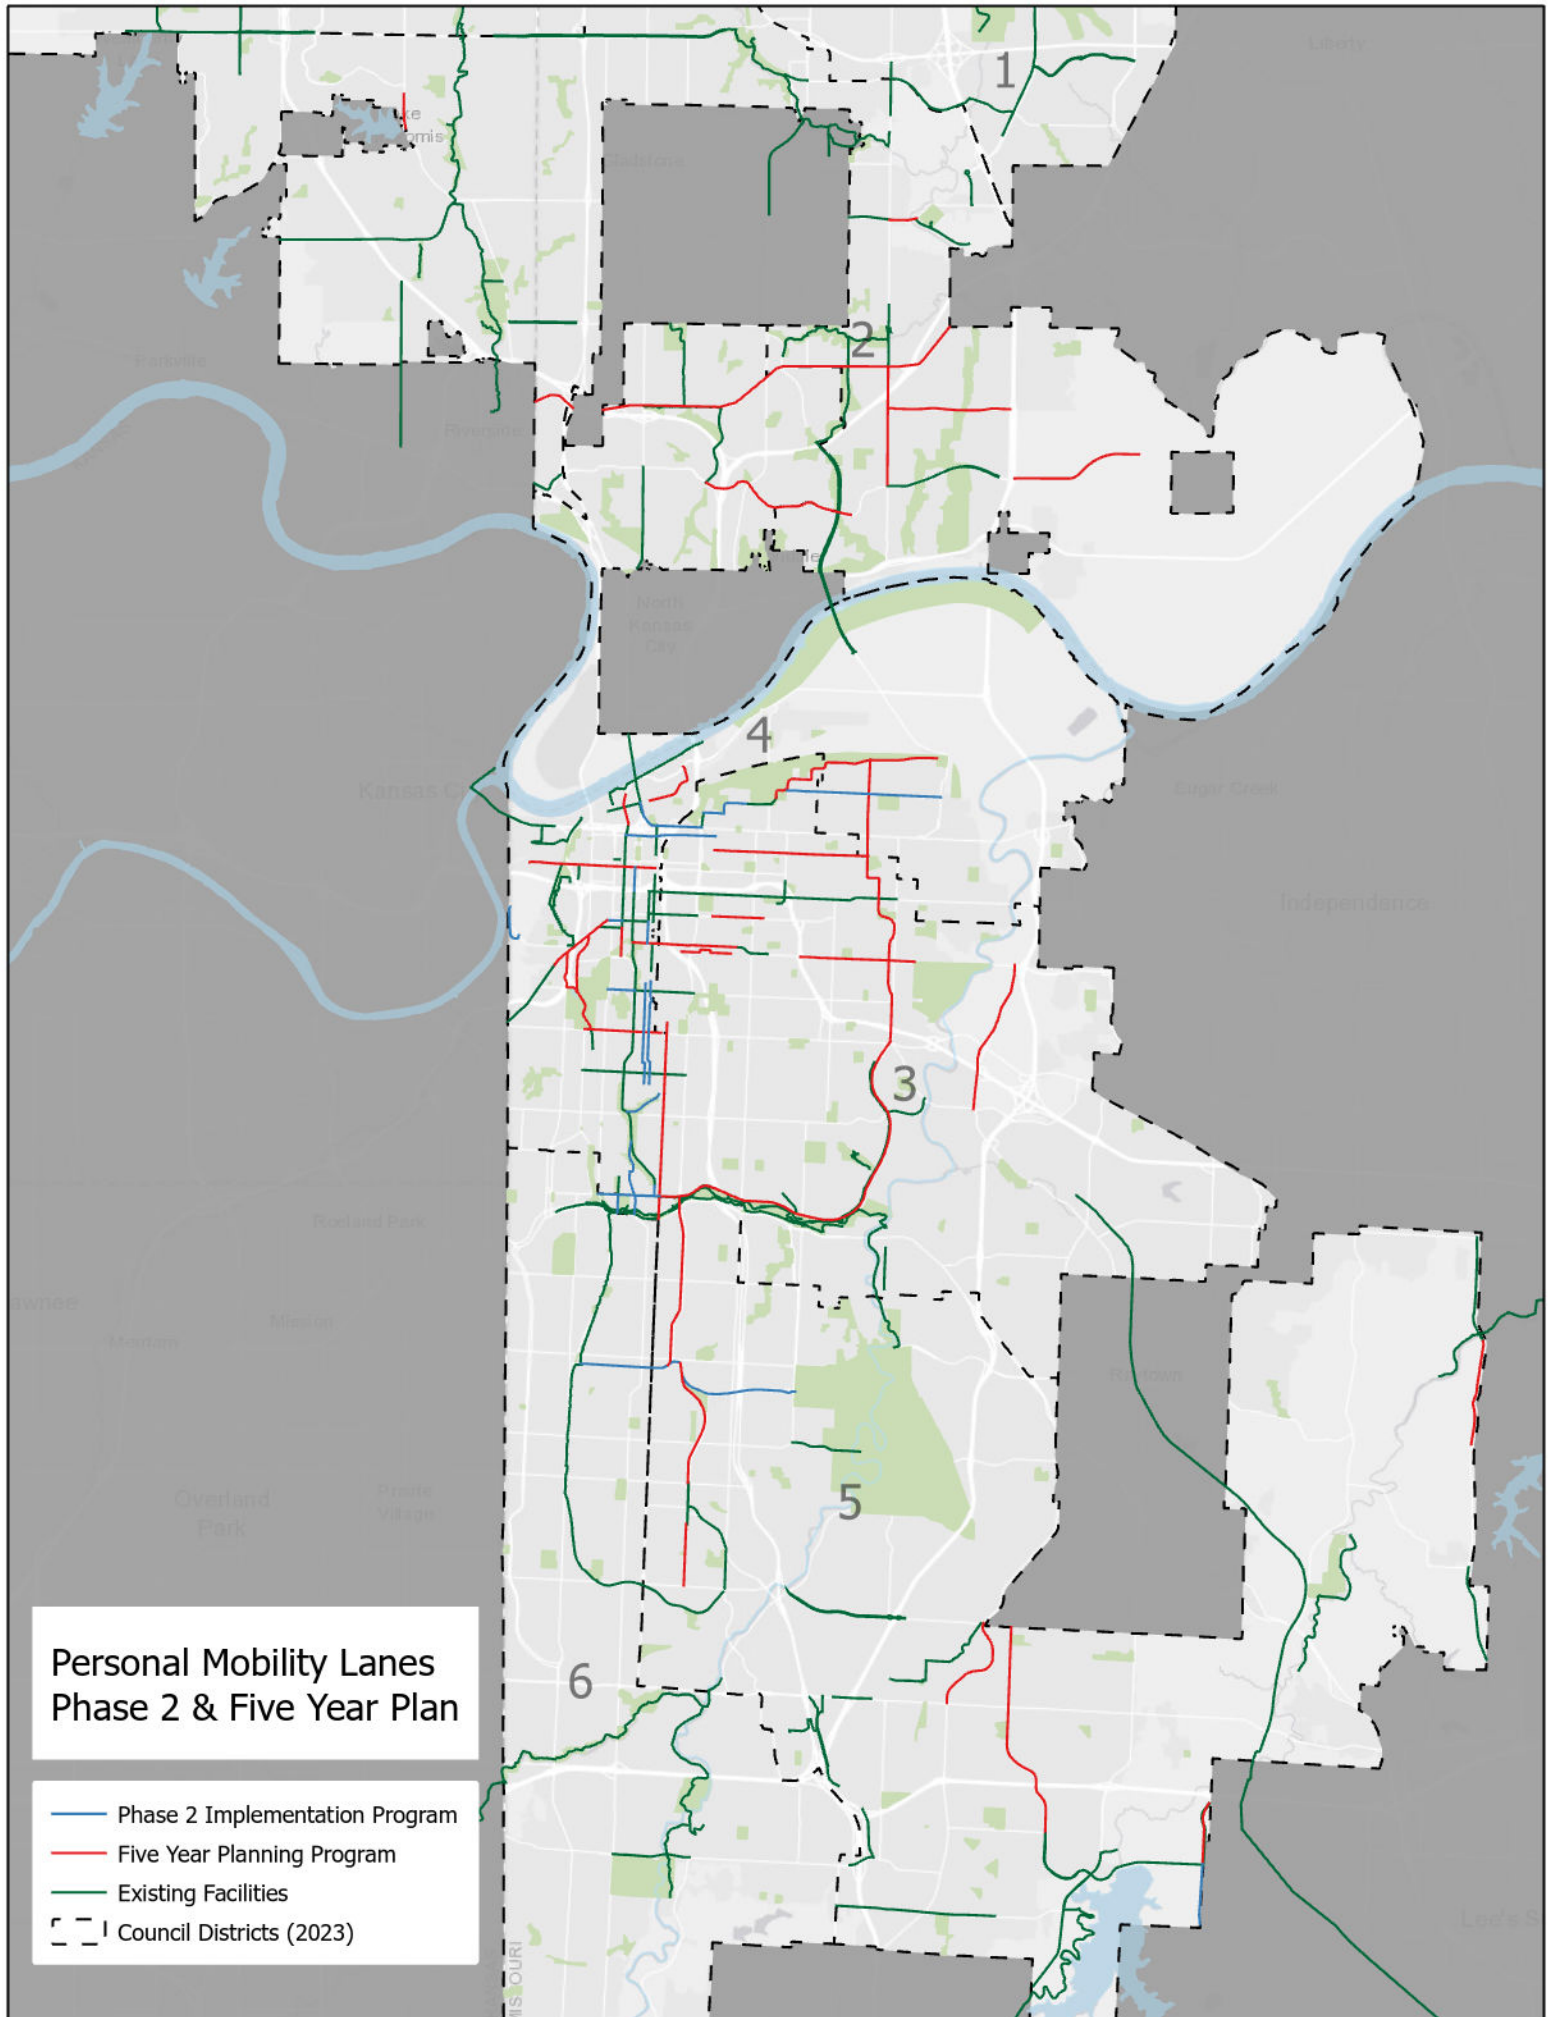 Liberty
1
Gladstone
Parkville
2
Riverside
North
Kansas
City
4
Sugar Creek
Independence
3
Roeland Park
Mission
Merriam
Raytown
Overland
Park
Prairie
Village
5
6
Personal Mobility Lanes
Phase 2 & Five Year Plan
Phase 2 Implementation Program
Five Year Planning Program
Existing Facilities
Council Districts (2023)
MISSOURI